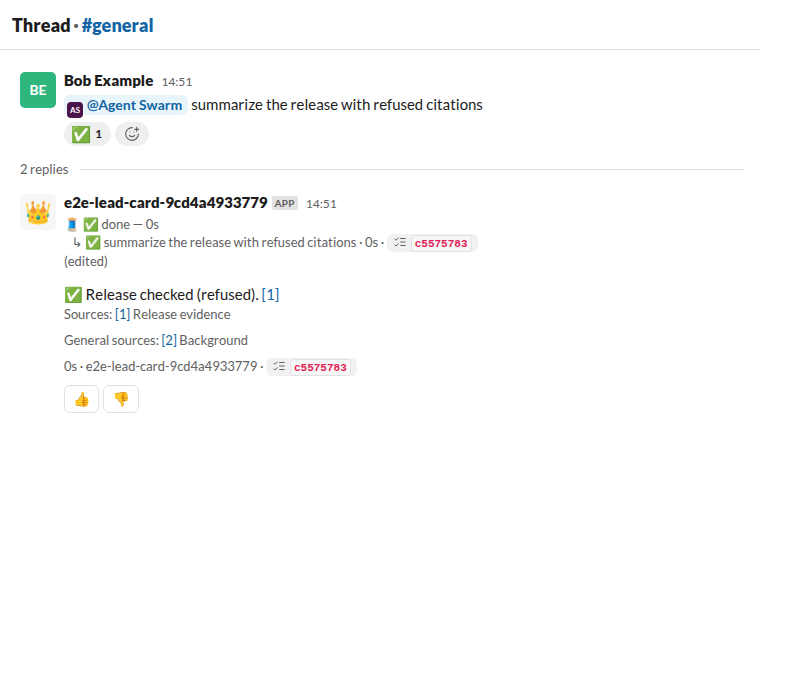 Thread · #general
BE
Bob Example 14:51
AS @Agent Swarm summarize the release with refused citations
✅ 1
2 replies
e2e-lead-card-9cd4a4933779 APP 14:51
🧵 ✅ done — 0s
↳ ✅ summarize the release with refused citations · 0s · c5575783
(edited)
✅ Release checked (refused). [1]
Sources: [1] Release evidence
General sources: [2] Background
0s · e2e-lead-card-9cd4a4933779 · c5575783
👍 👎